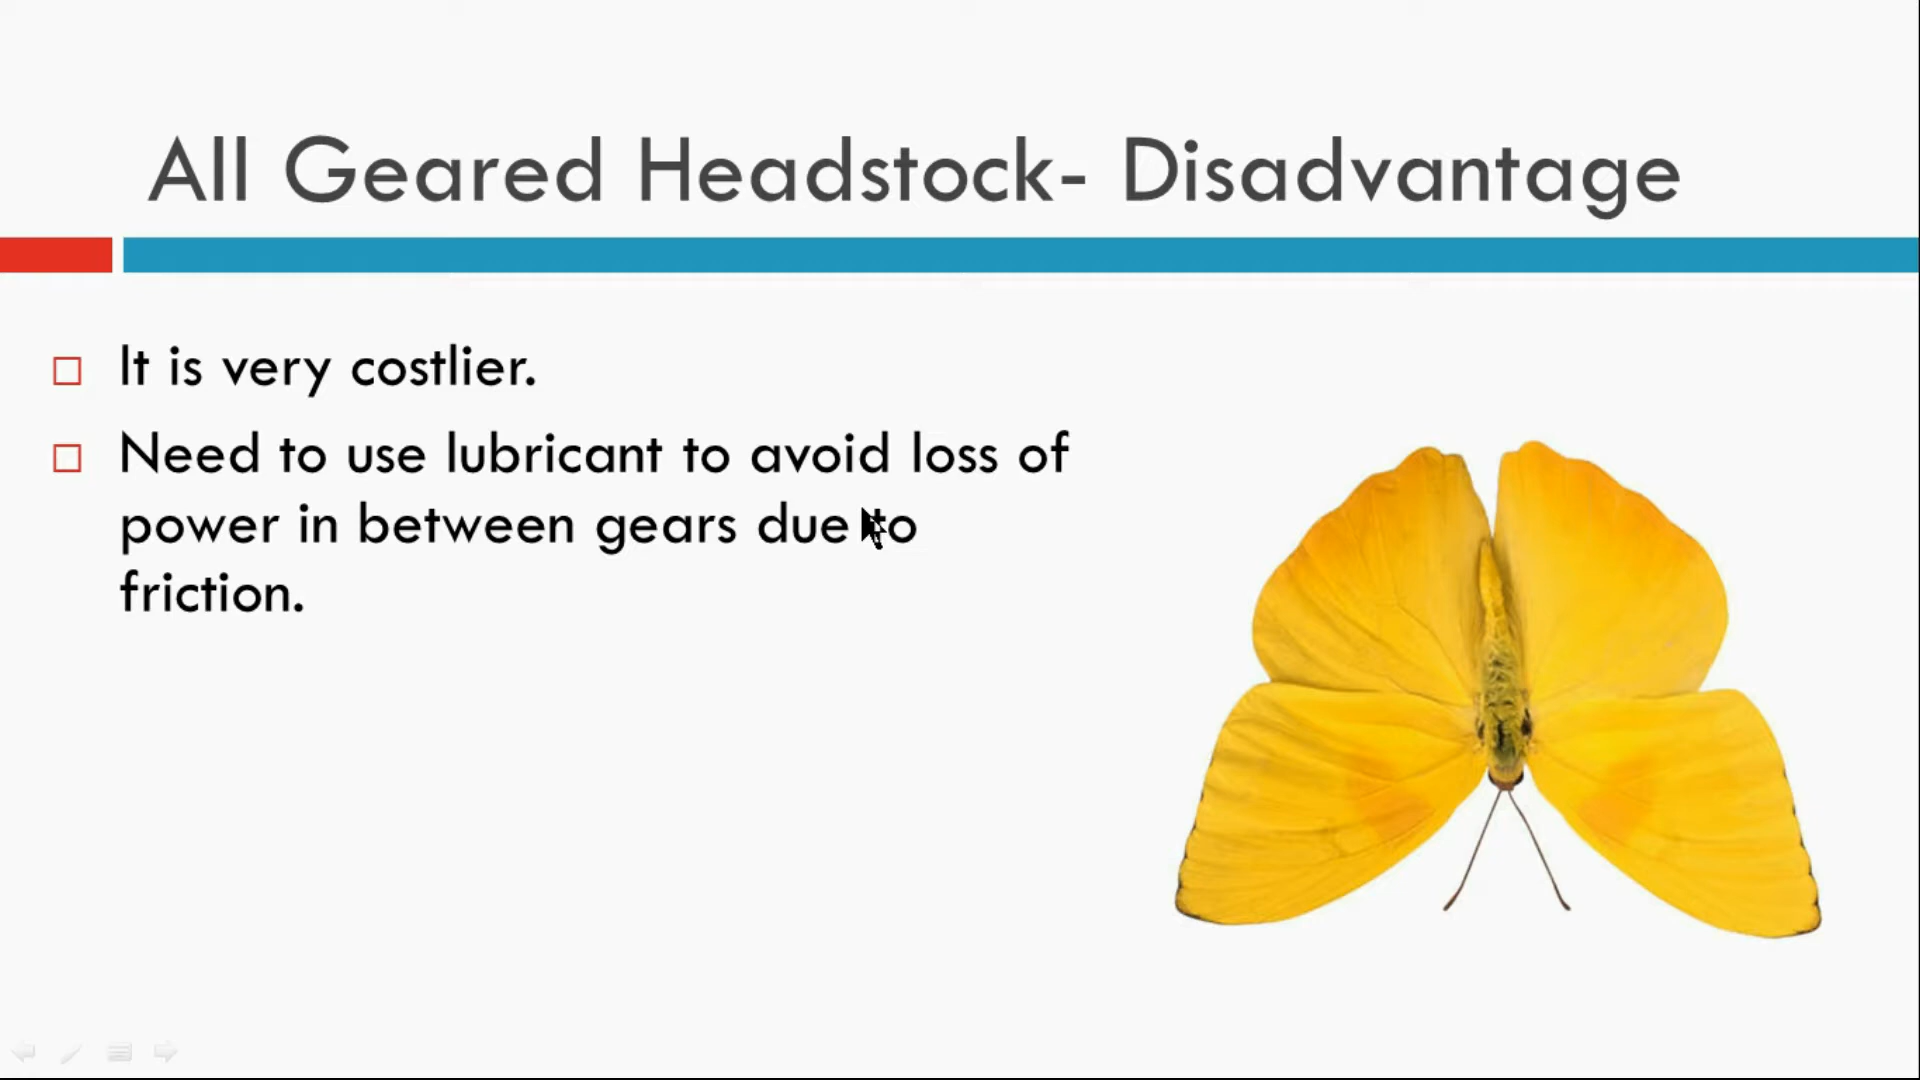 All Geared Headstock- Disadvantage
It is very costlier.
Need to use lubricant to avoid loss of
power in between gears due to
friction.